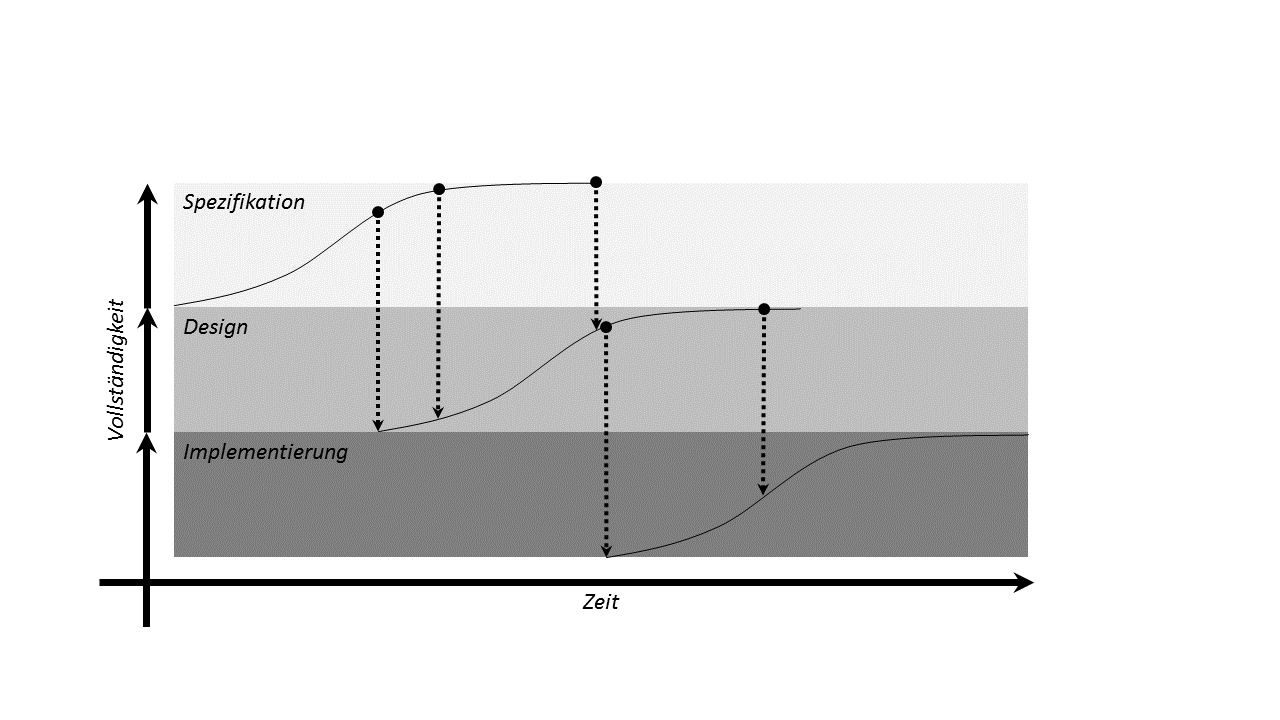 Spezifikation
Design
Implementierung
Vollständigkeit
Zeit